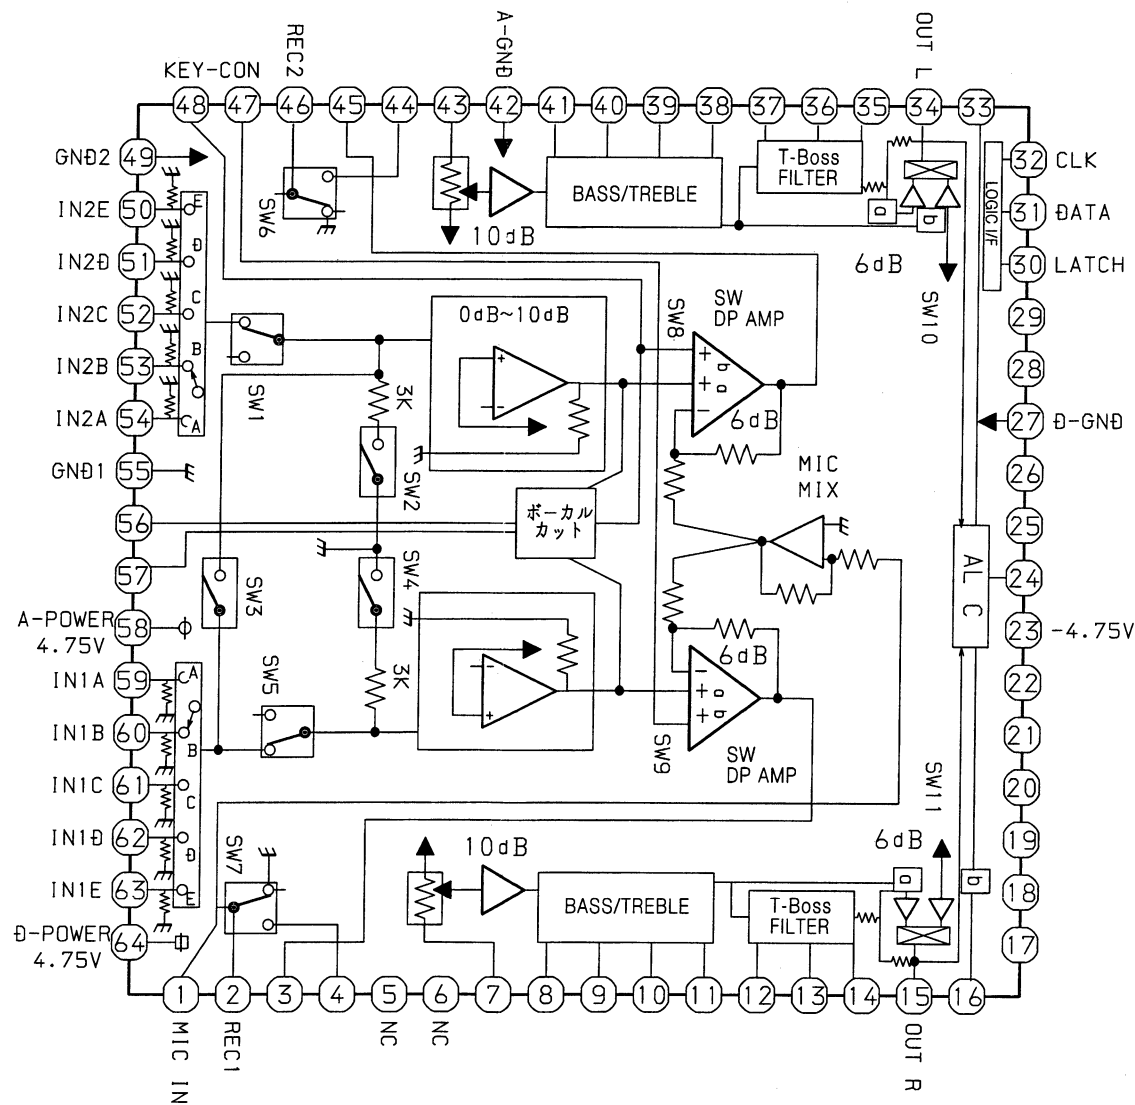 KEY-CON
REC2
A-GND
OUT L
48 47 46 45 44 43 42 41 40 39 38 37 36 35 34 33
GND2 49
IN2E 50
IN2D 51
IN2C 52
IN2B 53
IN2A 54
GND1 55
56
57
A-POWER 58
4.75V
IN1A 59
IN1B 60
IN1C 61
IN1D 62
IN1E 63
D-POWER 64
4.75V
E
D
C
B
A
SW6
10dB
BASS/TREBLE
T-Boss
FILTER
a
b
6dB
SW10
LOGIC I/F
32 CLK
31 DATA
30 LATCH
29
28
27 D-GND
26
25
24
23 -4.75V
22
21
20
19
18
17
SW1
0dB~10dB
+
-
SW8
SW
DP AMP
+ b
+ a
-
6dB
3K
SW2
MIC
MIX
ボーカル
カット
SW3
SW4
3K
SW5
-
+
6dB
-
+ a
+ b
SW9
SW
DP AMP
AL C
A
B
C
D
E
SW7
10dB
BASS/TREBLE
T-Boss
FILTER
6dB
SW11
a
b
1 2 3 4 5 6 7 8 9 10 11 12 13 14 15 16
MIC IN
REC1
NC
NC
OUT R